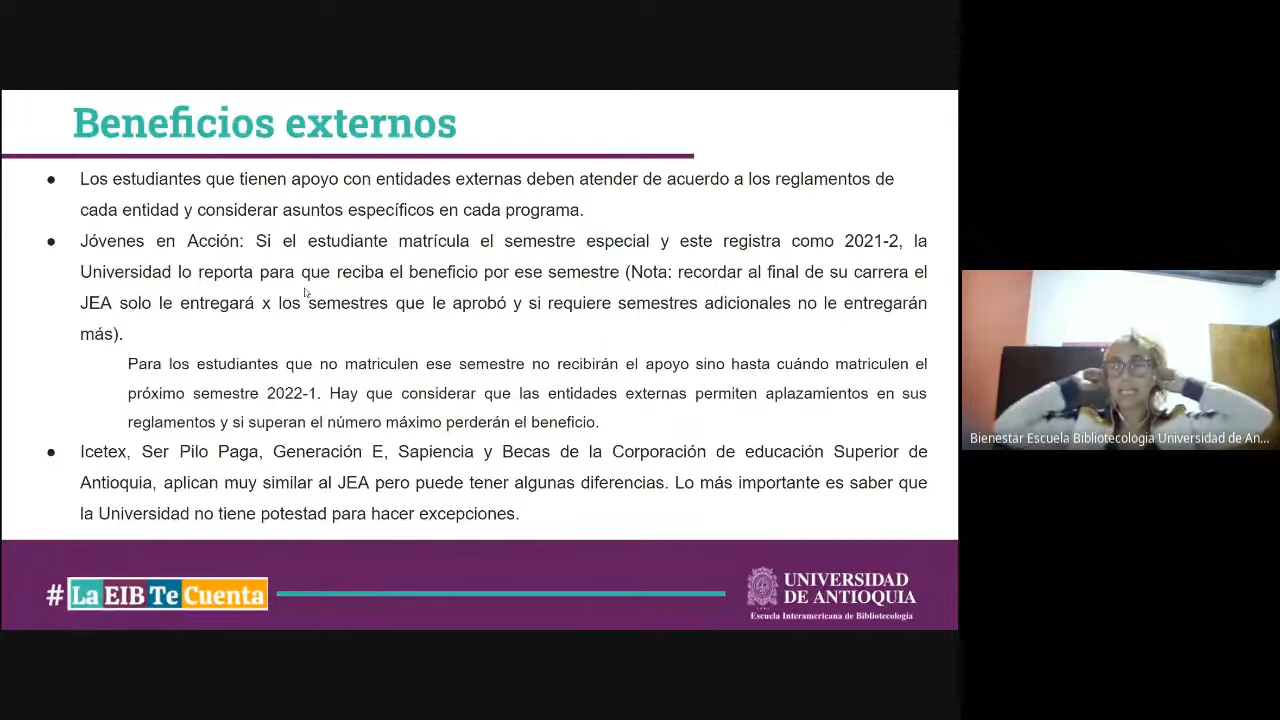 Beneficios externos
● Los estudiantes que tienen apoyo con entidades externas deben atender de acuerdo a los reglamentos de
cada entidad y considerar asuntos específicos en cada programa.
● Jóvenes en Acción: Si el estudiante matrícula el semestre especial y este registra como 2021-2, la
Universidad lo reporta para que reciba el beneficio por ese semestre (Nota: recordar al final de su carrera el
JEA solo le entregará x los semestres que le aprobó y si requiere semestres adicionales no le entregarán
más).
Para los estudiantes que no matriculen ese semestre no recibirán el apoyo sino hasta cuándo matriculen el
próximo semestre 2022-1. Hay que considerar que las entidades externas permiten aplazamientos en sus
reglamentos y si superan el número máximo perderán el beneficio.
● Icetex, Ser Pilo Paga, Generación E, Sapiencia y Becas de la Corporación de educación Superior de
Antioquia, aplican muy similar al JEA pero puede tener algunas diferencias. Lo más importante es saber que
la Universidad no tiene potestad para hacer excepciones.
Bienestar Escuela Bibliotecologia Universidad de An...
#La EIB Te Cuenta
UNIVERSIDAD
DE ANTIOQUIA
Escuela Interamericana de Bibliotecología